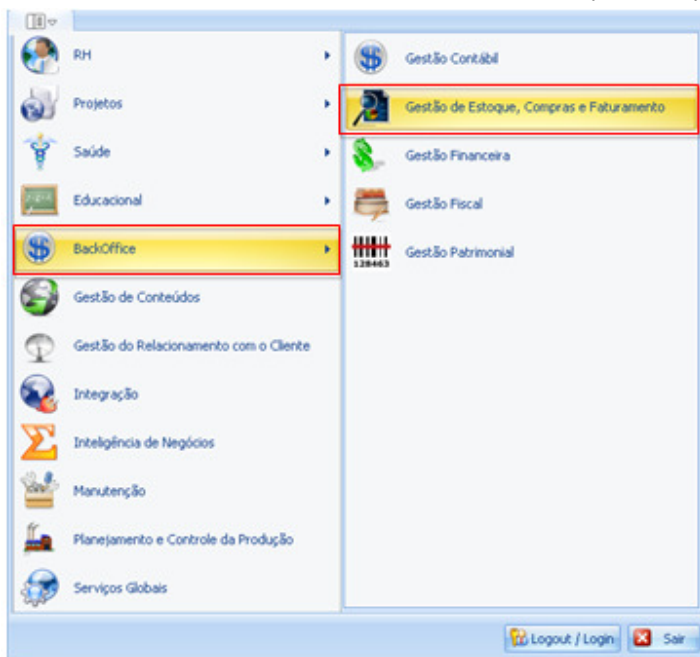 RH
Projetos
Saúde
Educacional
BackOffice
Gestão de Conteúdos
Gestão do Relacionamento com o Cliente
Integração
Inteligência de Negócios
Manutenção
Planejamento e Controle da Produção
Serviços Globais
Gestão Contábil
Gestão de Estoque, Compras e Faturamento
Gestão Financeira
Gestão Fiscal
128463
Gestão Patrimonial
Logout / Login
Sair